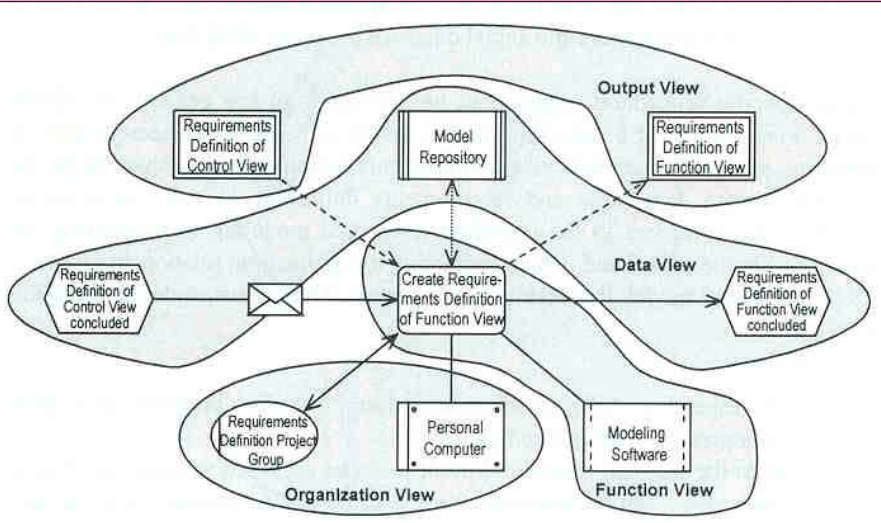 Output View
Requirements
Definition of
Control View
Model
Repository
Requirements
Definition of
Function View
Data View
Requirements
Definition of
Control View
concluded
Create Require-
ments Definition
of Function View
Requirements
Definition of
Function View
concluded
Requirements
Definition Project
Group
Personal
Computer
Modeling
Software
Organization View
Function View